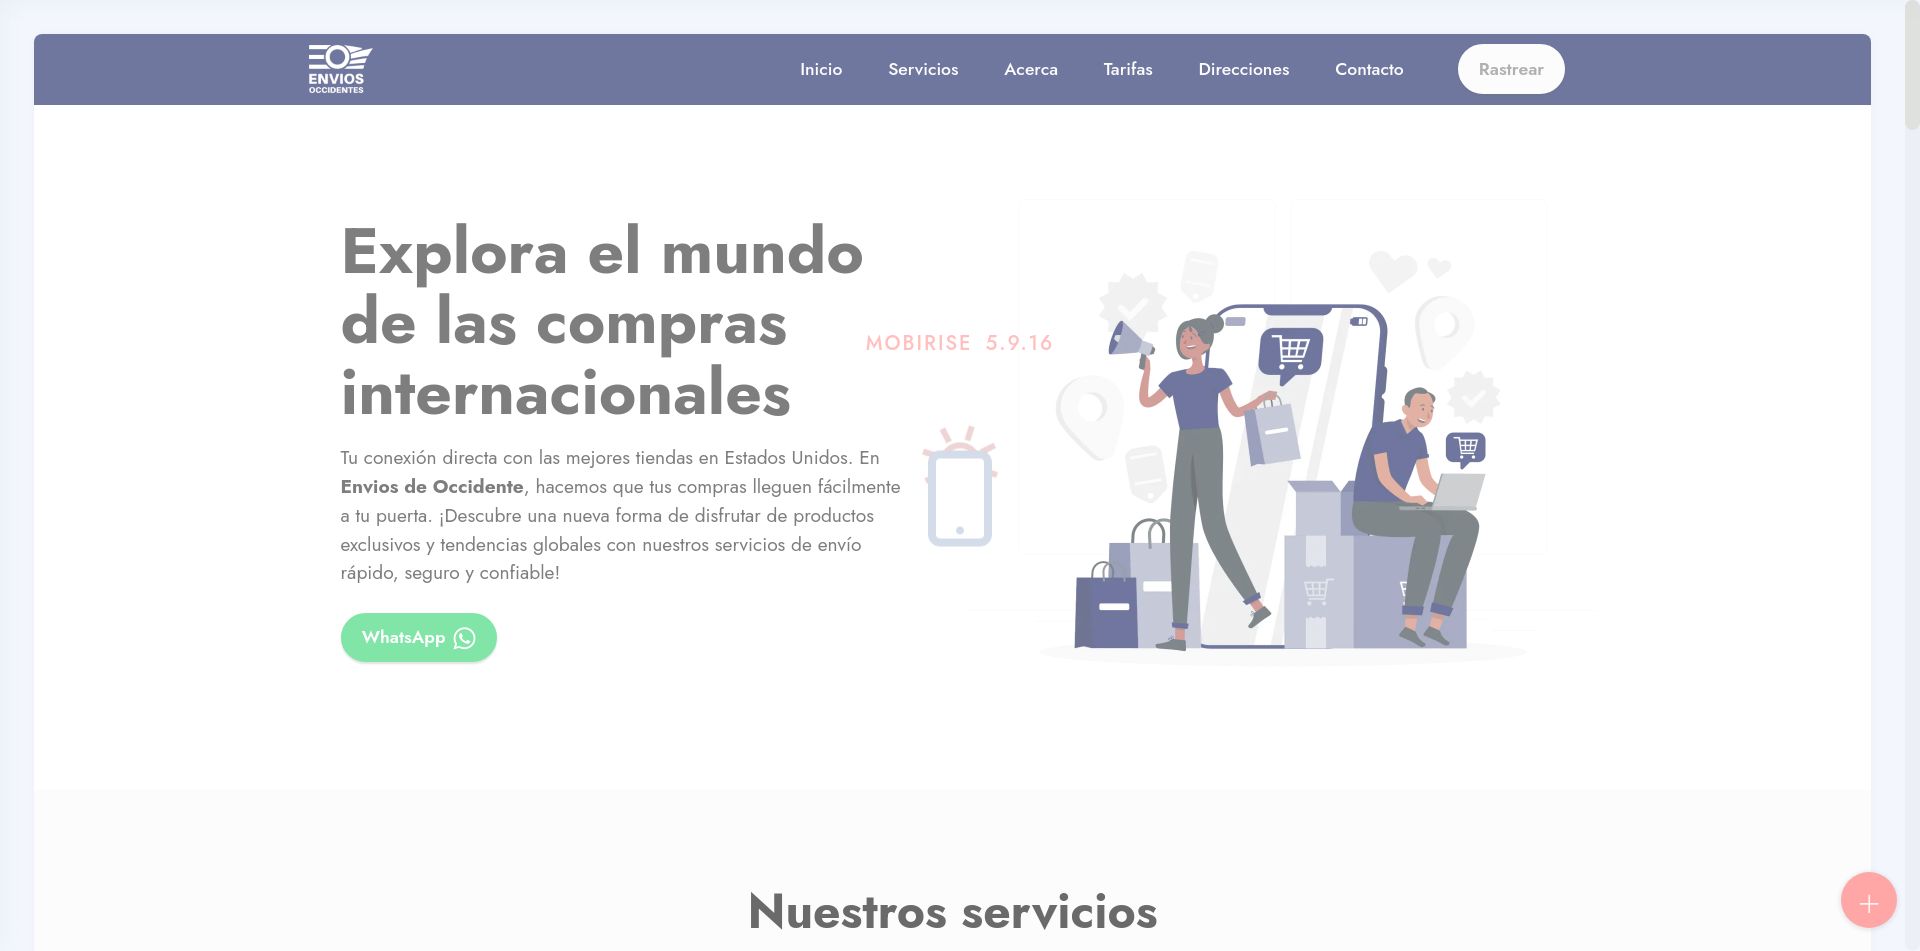 ENVIOS
OCCIDENTES
Inicio
Servicios
Acerca
Tarifas
Direcciones
Contacto
Rastrear
Explora el mundo
de las compras
internacionales
MOBIRISE 5.9.16
Tu conexión directa con las mejores tiendas en Estados Unidos. En
Envios de Occidente, hacemos que tus compras lleguen fácilmente
a tu puerta. ¡Descubre una nueva forma de disfrutar de productos
exclusivos y tendencias globales con nuestros servicios de envío
rápido, seguro y confiable!
WhatsApp
Nuestros servicios